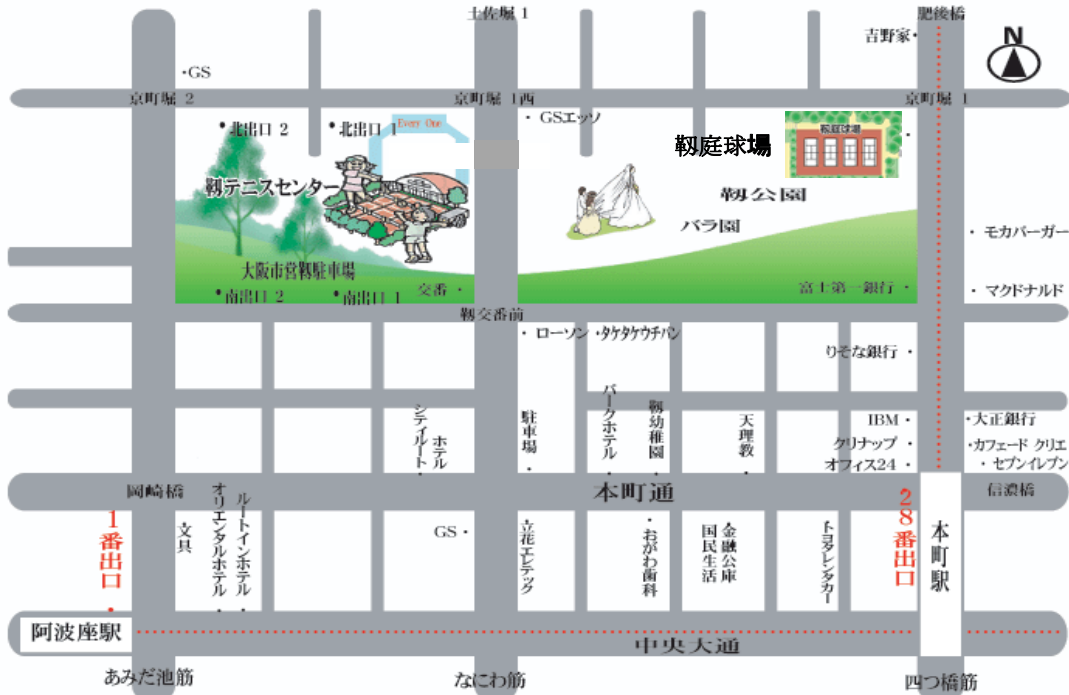 土佐堀 1
肥後橋
吉野家
N
GS
京町堀 2
京町堀 1西
京町堀 1
北出口 2
北出口 1
Every One
GSエッソ
靱庭球場
靱庭球場
靱テニスセンター
靱公園
バラ園
モカバーガー
大阪市営靱駐車場
南出口 2
南出口 1
交番
富士第一銀行
マクドナルド
靱交番前
ローソン
タケタケウチパン
りそな銀行
シティルート
ホテル
駐車場
パークホテル
靱幼稚園
天理教
IBM
クリナップ
オフィス24
大正銀行
カフェード クリエ
セブンイレブン
岡崎橋
本町通
信濃橋
1番出口
文具
オリエンタルホテル
ルートインホテル
GS
立花エレテック
おがわ歯科
国民生活
金融公庫
トヨタレンタカー
28番出口
本町駅
阿波座駅
中央大通
あみだ池筋
なにわ筋
四つ橋筋